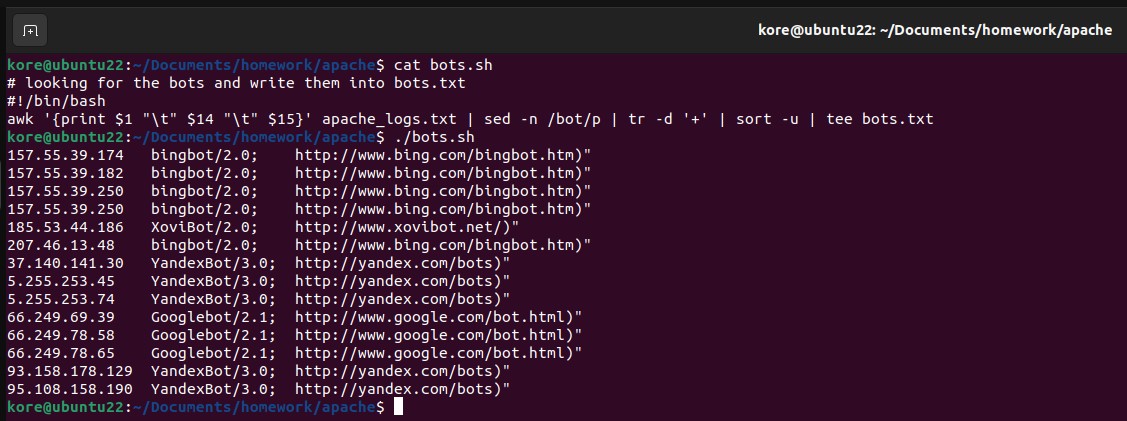 kore@ubuntu22: ~/Documents/homework/apache
kore@ubuntu22:~/Documents/homework/apache$ cat bots.sh
# looking for the bots and write them into bots.txt
#!/bin/bash
awk '{print $1 "\t" $14 "\t" $15}' apache_logs.txt | sed -n /bot/p | tr -d '+' | sort -u | tee bots.txt
kore@ubuntu22:~/Documents/homework/apache$ ./bots.sh
157.55.39.174   bingbot/2.0;    http://www.bing.com/bingbot.htm)"
157.55.39.182   bingbot/2.0;    http://www.bing.com/bingbot.htm)"
157.55.39.250   bingbot/2.0;    http://www.bing.com/bingbot.htm)"
157.55.39.250   bingbot/2.0;    http://www.bing.com/bingbot.htm)"
185.53.44.186   XoviBot/2.0;    http://www.xovibot.net/)"
207.46.13.48    bingbot/2.0;    http://www.bing.com/bingbot.htm)"
37.140.141.30   YandexBot/3.0;  http://yandex.com/bots)"
5.255.253.45    YandexBot/3.0;  http://yandex.com/bots)"
5.255.253.74    YandexBot/3.0;  http://yandex.com/bots)"
66.249.69.39    Googlebot/2.1;  http://www.google.com/bot.html)"
66.249.78.58    Googlebot/2.1;  http://www.google.com/bot.html)"
66.249.78.65    Googlebot/2.1;  http://www.google.com/bot.html)"
93.158.178.129  YandexBot/3.0;  http://yandex.com/bots)"
95.108.158.190  YandexBot/3.0;  http://yandex.com/bots)"
kore@ubuntu22:~/Documents/homework/apache$